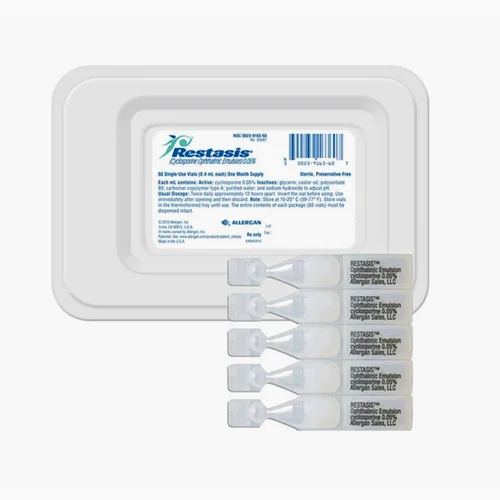 NDC 0023-9163-60
Restasis®
(Cyclosporine Ophthalmic Emulsion) 0.05%
60 Single-Use Vials (0.4 mL each) One Month Supply
Sterile, Preservative-Free
Each mL contains: Active: cyclosporine 0.05% Inactives: glycerin; castor oil; polysorbate
80; carbomer copolymer type A; purified water; and sodium hydroxide to adjust pH.
Usual Dosage: Twice daily approximately 12 hours apart. Invert vial before using. Use
immediately after opening and then discard. Note: Store at 15-25° C (59-77° F). Store vials
in the thermoformed tray until use. The entire contents of each package (60 vials) must be
dispensed intact.
ALLERGAN
Rx only
Made in the U.S.A.
RESTASIS™
Ophthalmic Emulsion
cyclosporine 0.05%
Allergan Sales, LLC
RESTASIS™
Ophthalmic Emulsion
cyclosporine 0.05%
Allergan Sales, LLC
RESTASIS™
Ophthalmic Emulsion
cyclosporine 0.05%
Allergan Sales, LLC
RESTASIS™
Ophthalmic Emulsion
cyclosporine 0.05%
Allergan Sales, LLC
RESTASIS™
Ophthalmic Emulsion
cyclosporine 0.05%
Allergan Sales, LLC